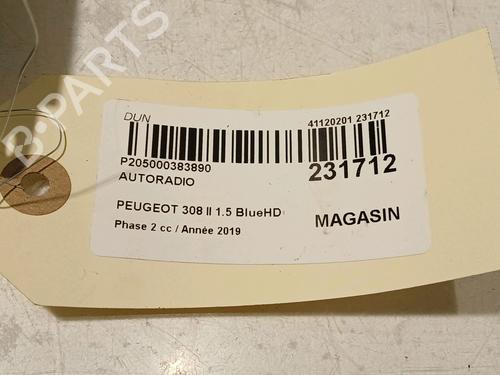 DUN
41120201 231712
P205000383890
231712
AUTORADIO
PEUGEOT 308 II 1.5 BlueHD
MAGASIN
Phase 2 cc / Année 2019
B-PARTS